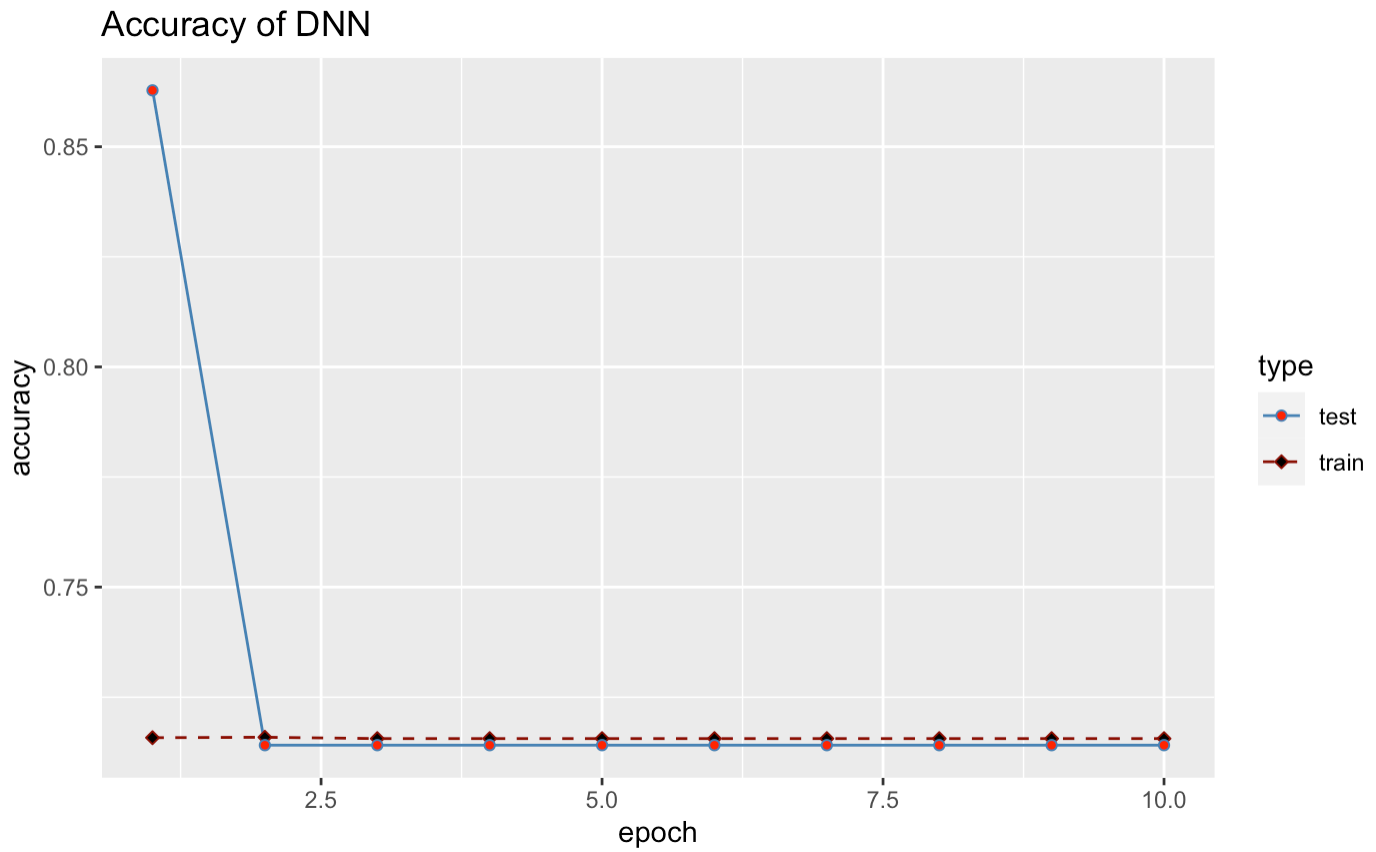 Accuracy of DNN
accuracy
0.85
0.80
0.75
2.5 5.0 7.5 10.0
epoch
type
test
train